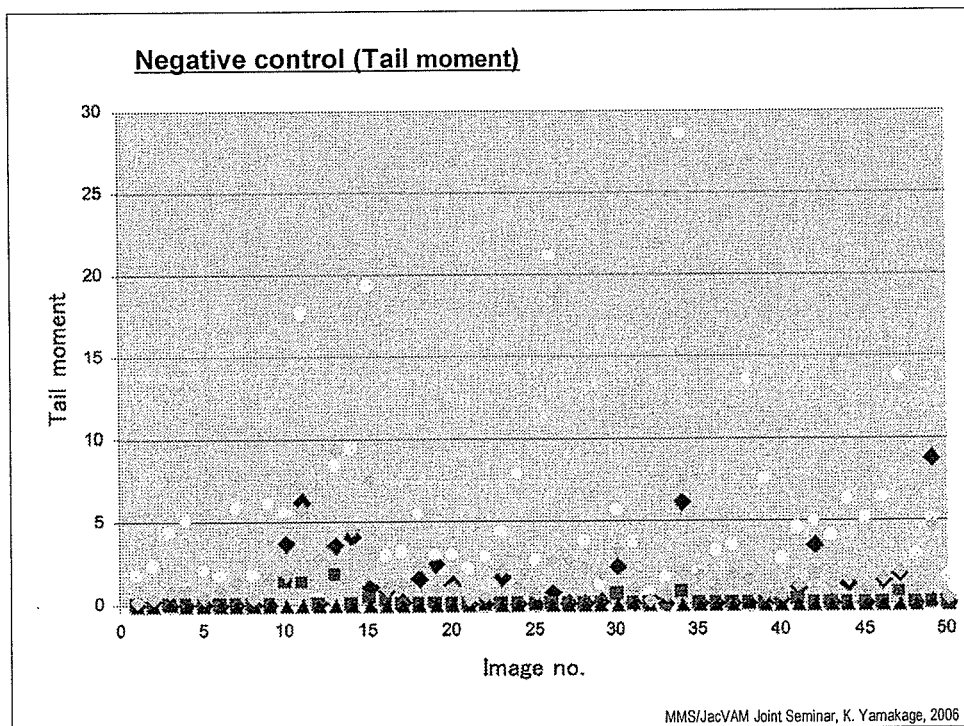 Negative control (Tail moment)
30
25
20
15
10
5
0
Tail moment
0 5 10 15 20 25 30 35 40 45 50
Image no.
MMS/JacVAM Joint Seminar, K. Yamakage, 2006